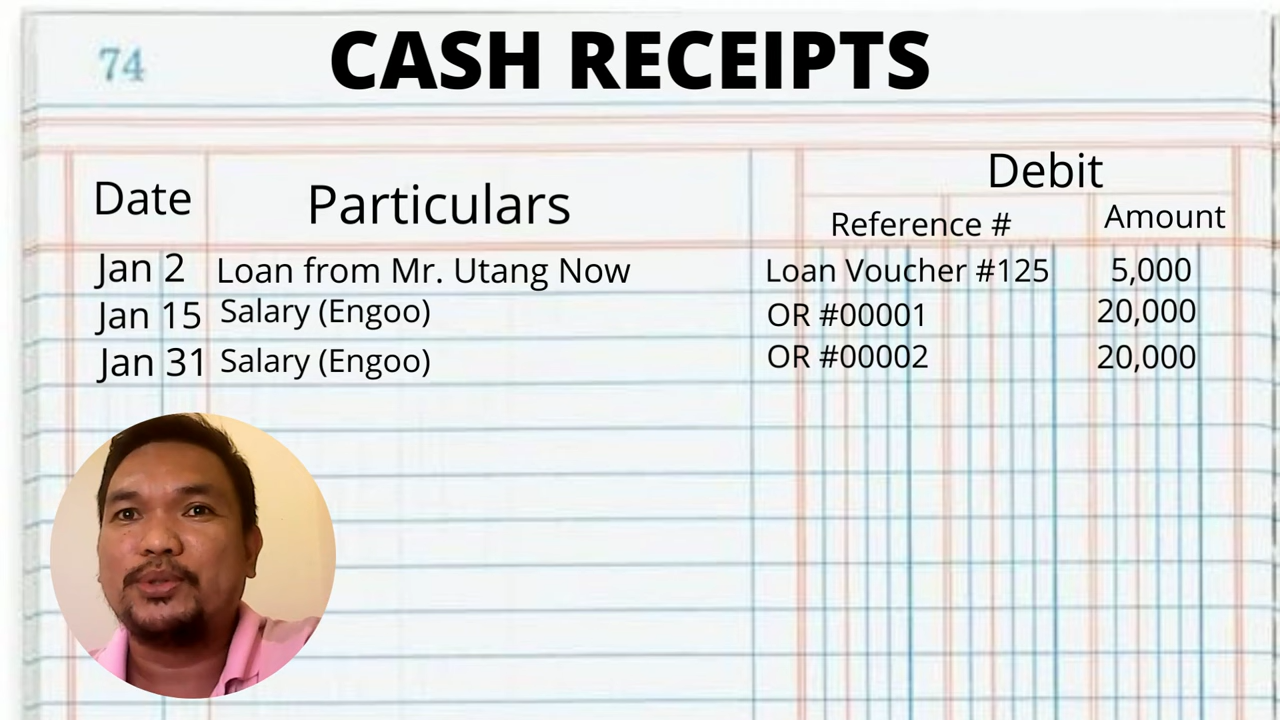 74
CASH RECEIPTS
Date Particulars Debit
Reference # Amount
Jan 2 Loan from Mr. Utang Now Loan Voucher #125 5,000
Jan 15 Salary (Engoo) OR #00001 20,000
Jan 31 Salary (Engoo) OR #00002 20,000